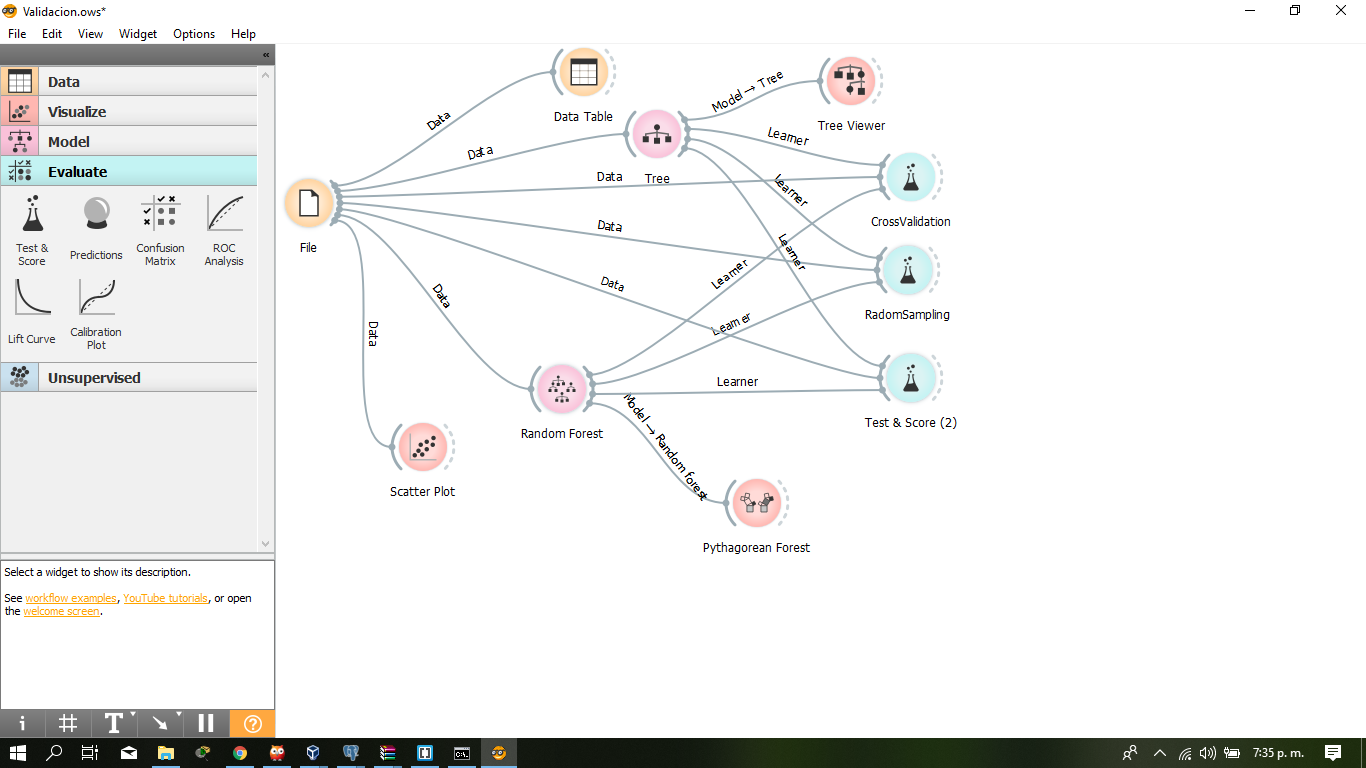 Validacion.ows*
File Edit View Widget Options Help
«
Data
Visualize
Model
Evaluate
Test &
Score
Predictions
Confusion
Matrix
ROC
Analysis
Lift Curve
Calibration
Plot
Unsupervised
Select a widget to show its description.
See workflow examples, YouTube tutorials, or open
the welcome screen.
File
Data Table
Tree
Tree Viewer
CrossValidation
RadomSampling
Test & Score (2)
Random Forest
Scatter Plot
Pythagorean Forest
Data
Data
Data
Data
Data
Data
Data
Model → Tree
Learner
Learner
Learner
Learner
Learner
Learner
Model → Random forest
7:35 p. m.